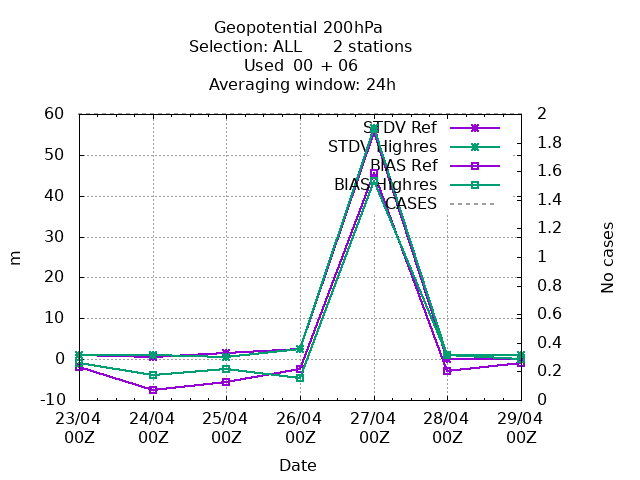 Geopotential 200hPa
Selection: ALL 2 stations
Used 00 + 06
Averaging window: 24h
60
50
40
30
20
10
0
-10
m
2
1.8
1.6
1.4
1.2
1
0.8
0.6
0.4
0.2
0
No cases
STDV Ref
STDV Highres
BIAS Ref
BIAS Highres
CASES
23/04 24/04 25/04 26/04 27/04 28/04 29/04
00Z 00Z 00Z 00Z 00Z 00Z 00Z
Date